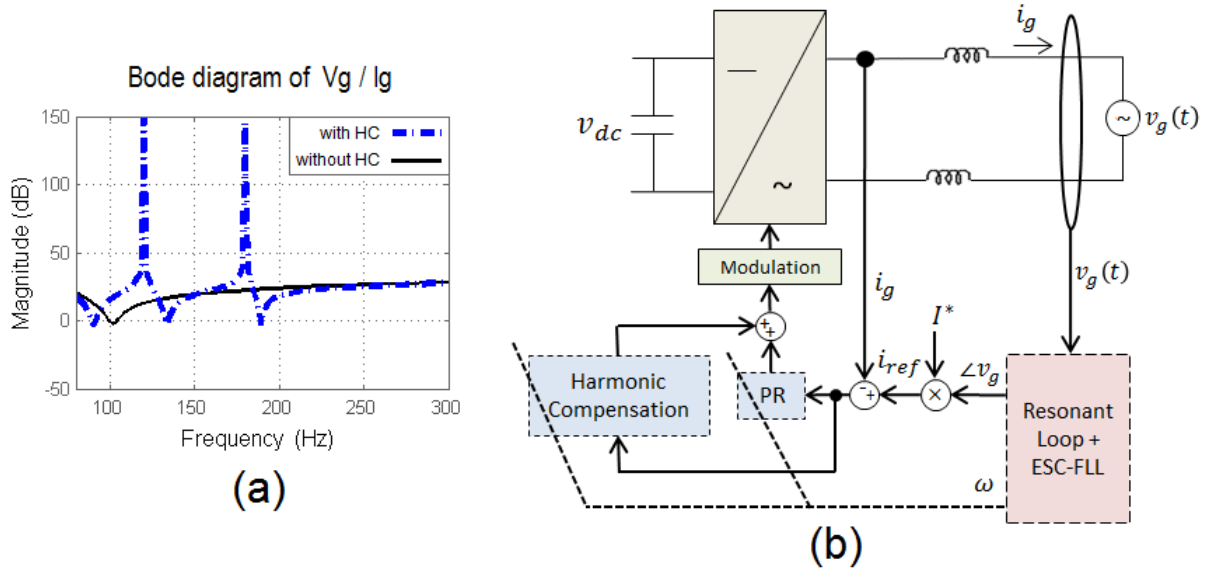 Bode diagram of Vg / Ig
Magnitude (dB)
150
100
50
0
-50
100
150
200
250
300
Frequency (Hz)
with HC
without HC
(a)
v_dc
—
~
i_g
~
v_g(t)
Modulation
i_g
v_g(t)
I*
+
+
Harmonic
Compensation
PR
-
+
i_ref
×
∠v_g
Resonant
Loop +
ESC-FLL
ω
(b)